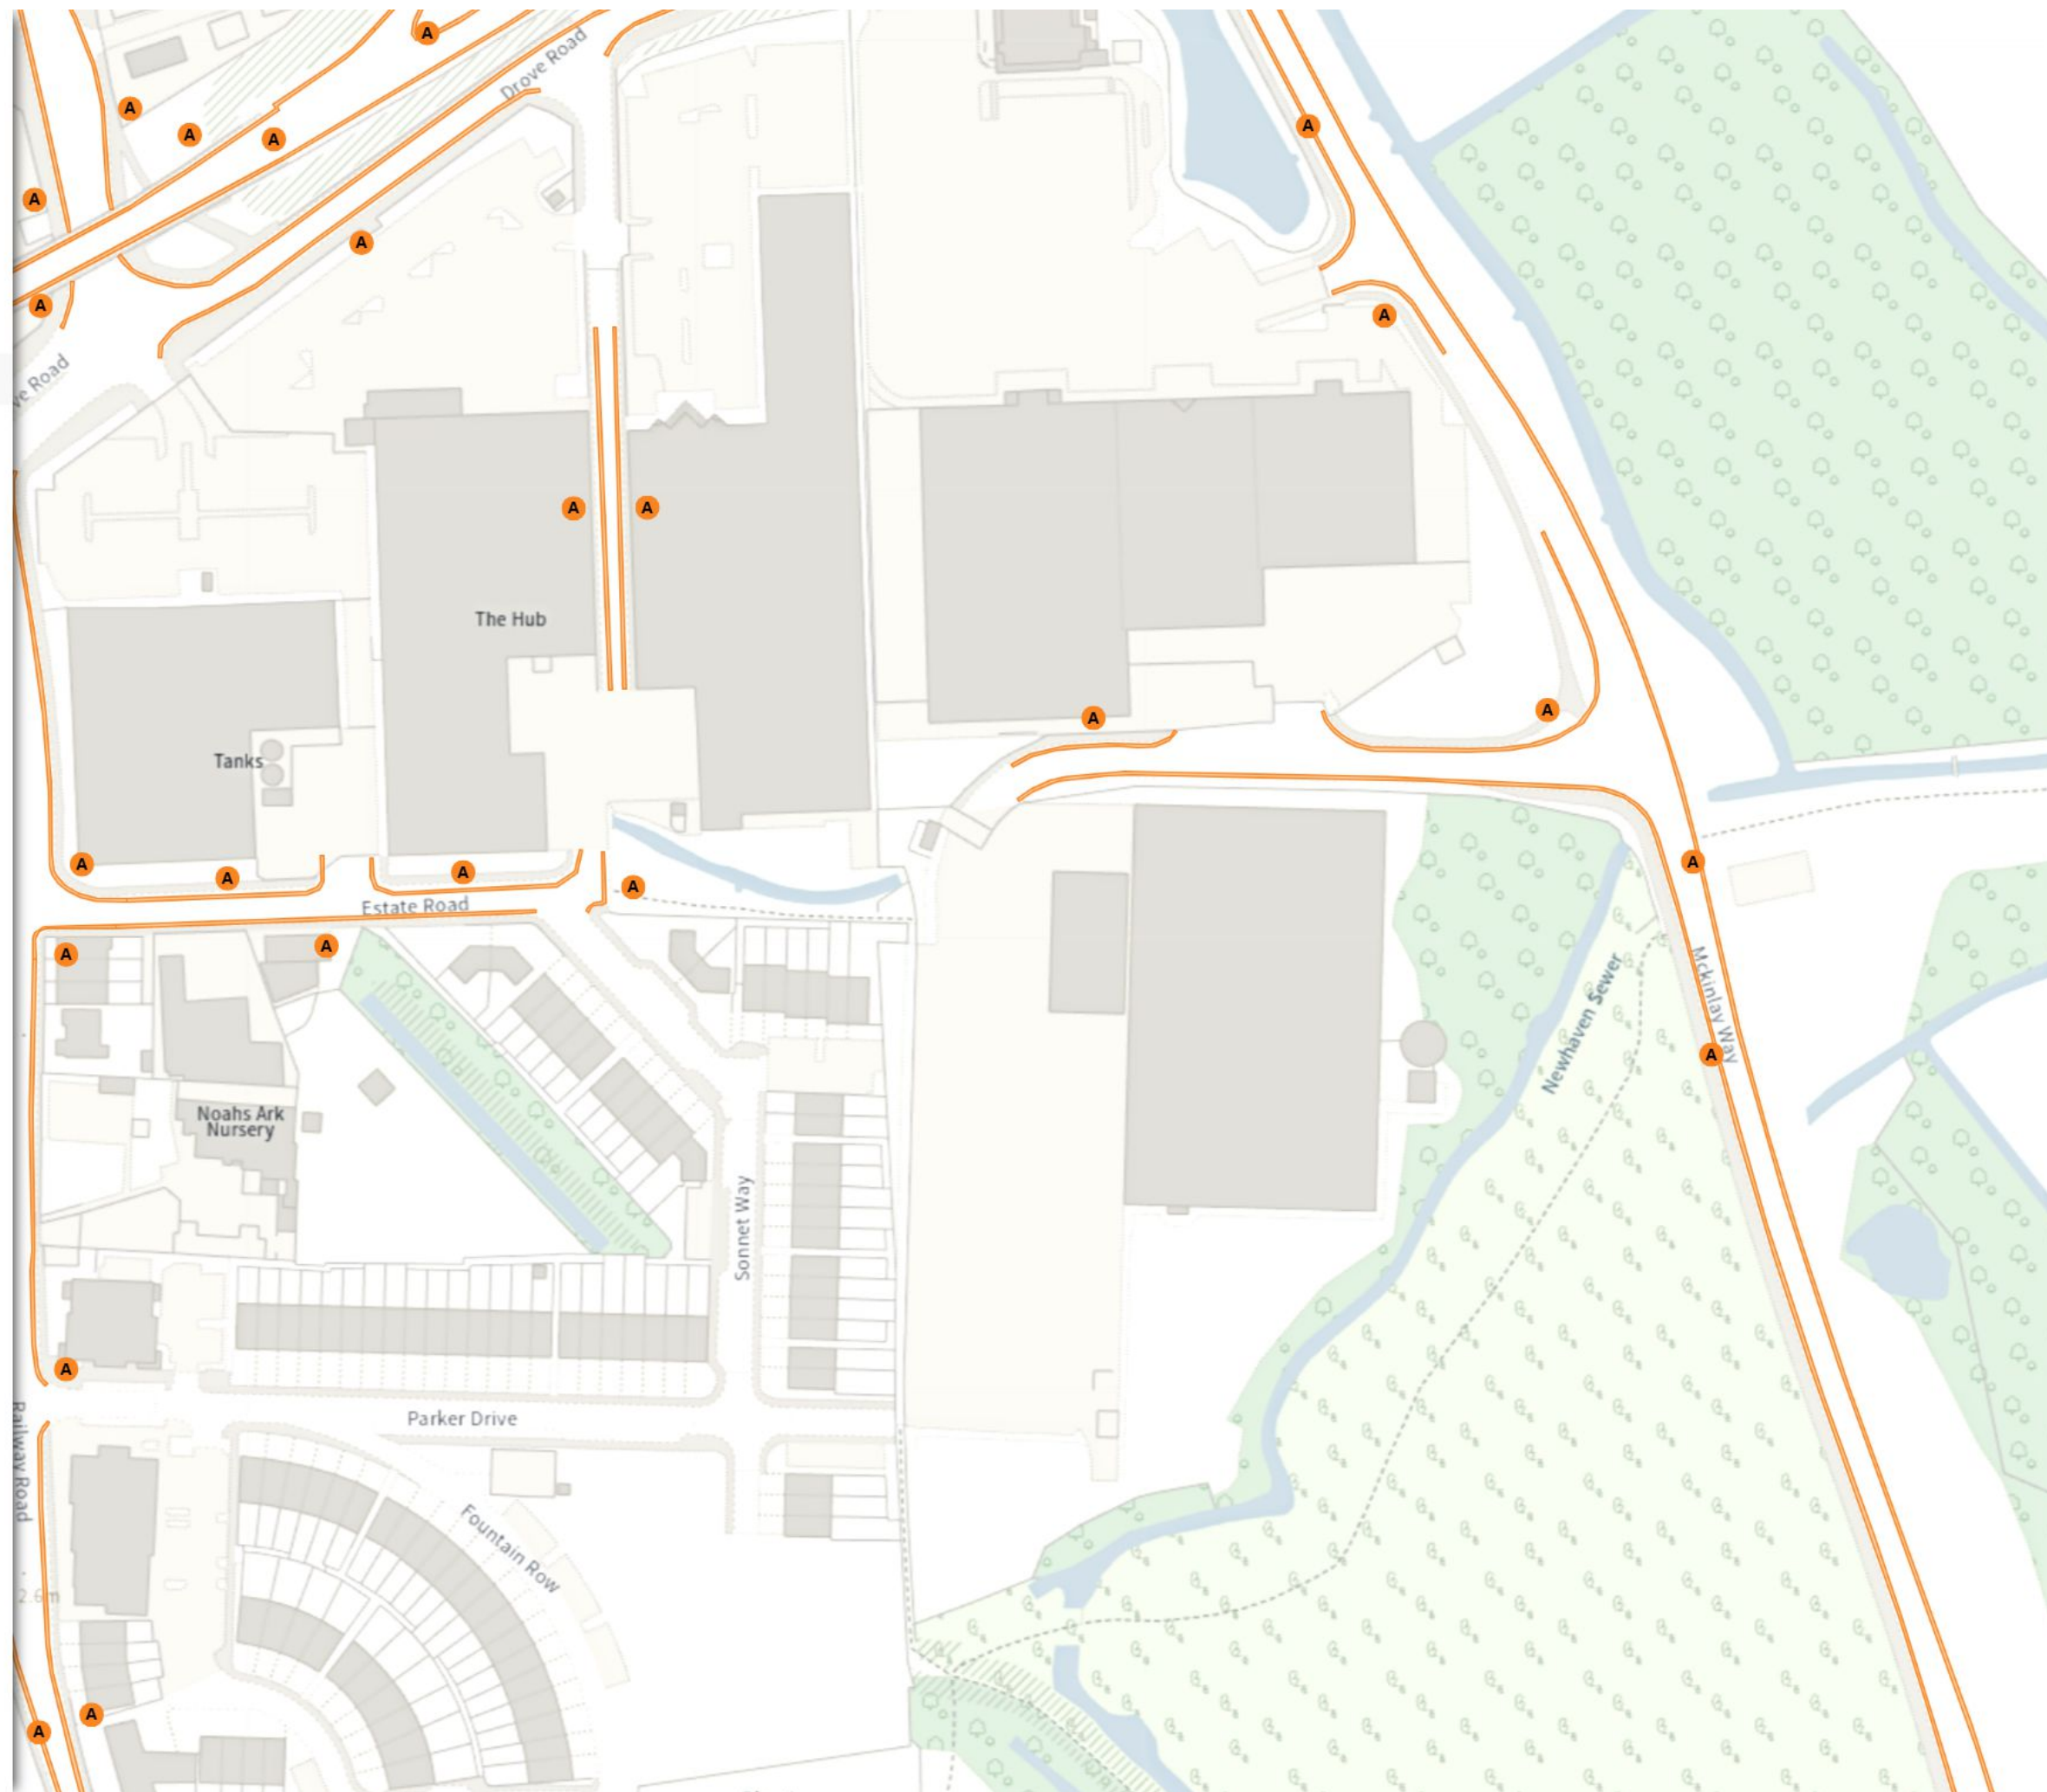 A
Drove Road
A
A
A
A
A
A
A
A
ve Road
A
A
The Hub
A
A
Tanks
A
A
A
A
A
Estate Road
A
A
Mckinlay Way
Newhaven Sewer
A
Noahs Ark
Nursery
Sonnet Way
A
Railway Road
Parker Drive
Fountain Row
2.6m
A
A